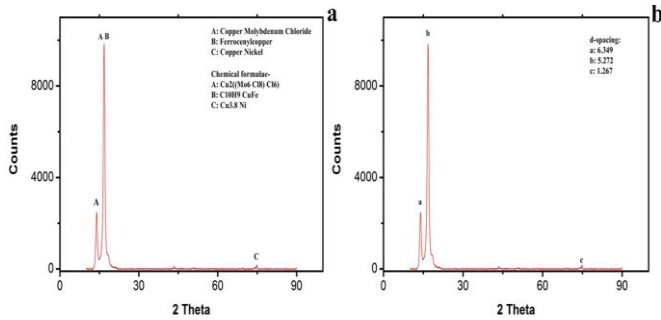 a
A: Copper Molybdenum Chloride
B: Ferrocenylcopper
C: Copper Nickel
Chemical formulae-
A: Cu2((Mo6 Cl8) Cl6)
B: C10H9 CuFe
C: Cu3.8 Ni
A B
A
C
8000
4000
0
Counts
0
30
60
90
2 Theta
b
d-spacing:
a: 6.349
b: 5.272
c: 1.267
b
a
c
8000
4000
0
Counts
0
30
60
90
2 Theta